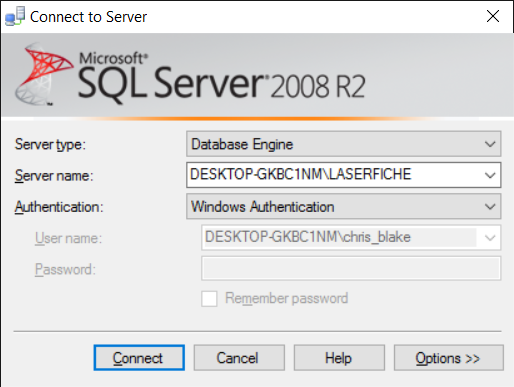 Connect to Server
Microsoft®
SQL Server® 2008 R2
Server type: Database Engine
Server name: DESKTOP-GKBC1NM\LASERFICHE
Authentication: Windows Authentication
User name: DESKTOP-GKBC1NM\chris_blake
Password:
Remember password
Connect Cancel Help Options >>